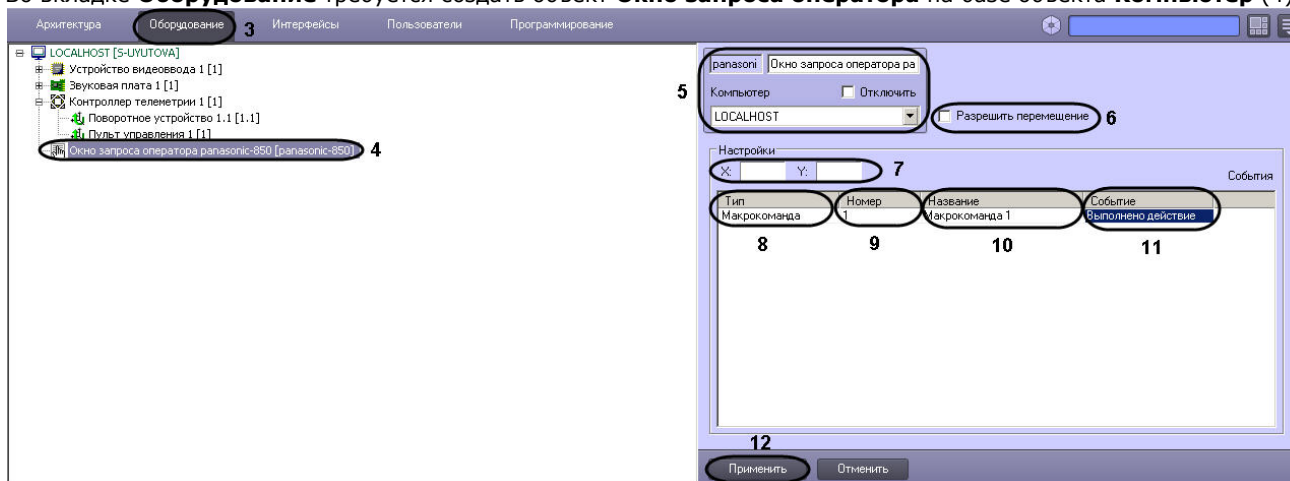 Во вкладке Оборудование требуется создать объект Окно запроса оператора на базе объекта Компьютер (4)
Архитектура Оборудование 3 Интерфейсы Пользователи Программирование
LOCALHOST [S-UYUTOVA]
Устройство видеоввода 1 [1]
Звуковая плата 1 [1]
Контроллер телеметрии 1 [1]
Поворотное устройство 1.1 [1.1]
Пульт управления 1 [1]
Окно запроса оператора panasonic-850 [panasonic-850] 4
panasoni Окно запроса оператора pa
5 Компьютер Отключить
LOCALHOST Разрешить перемещение 6
Настройки
X: Y: 7 События
Тип Номер Название Событие
Макрокоманда 1 Макрокоманда 1 Выполнено действие
8 9 10 11
12
Применить Отменить